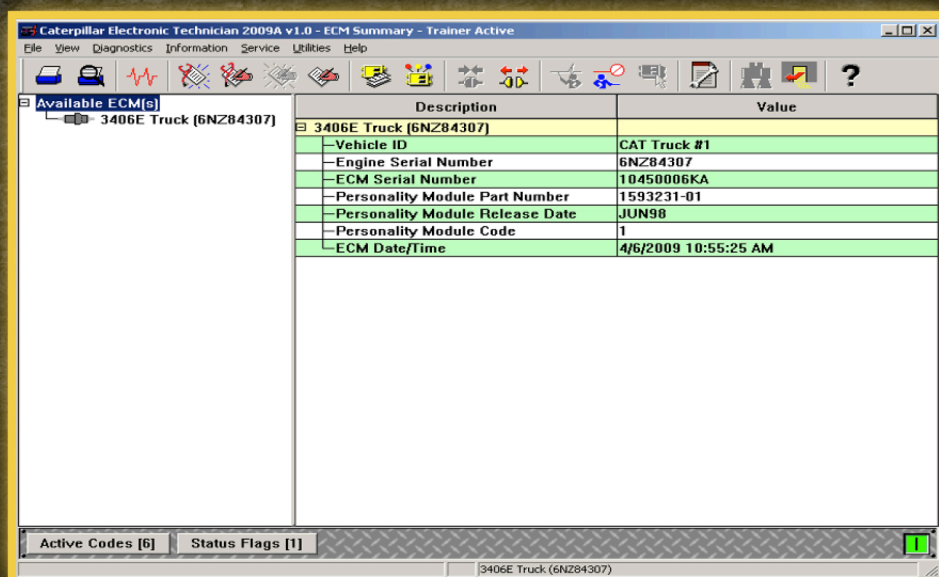 Caterpillar Electronic Technician 2009A v1.0 - ECM Summary - Trainer Active
File View Diagnostics Information Service Utilities Help
?
Available ECM(s)
3406E Truck (6NZ84307)
Description Value
3406E Truck (6NZ84307)
Vehicle ID CAT Truck #1
Engine Serial Number 6NZ84307
ECM Serial Number 10450006KA
Personality Module Part Number 1593231-01
Personality Module Release Date JUN98
Personality Module Code 1
ECM Date/Time 4/6/2009 10:55:25 AM
Active Codes [6] Status Flags [1]
3406E Truck (6NZ84307)